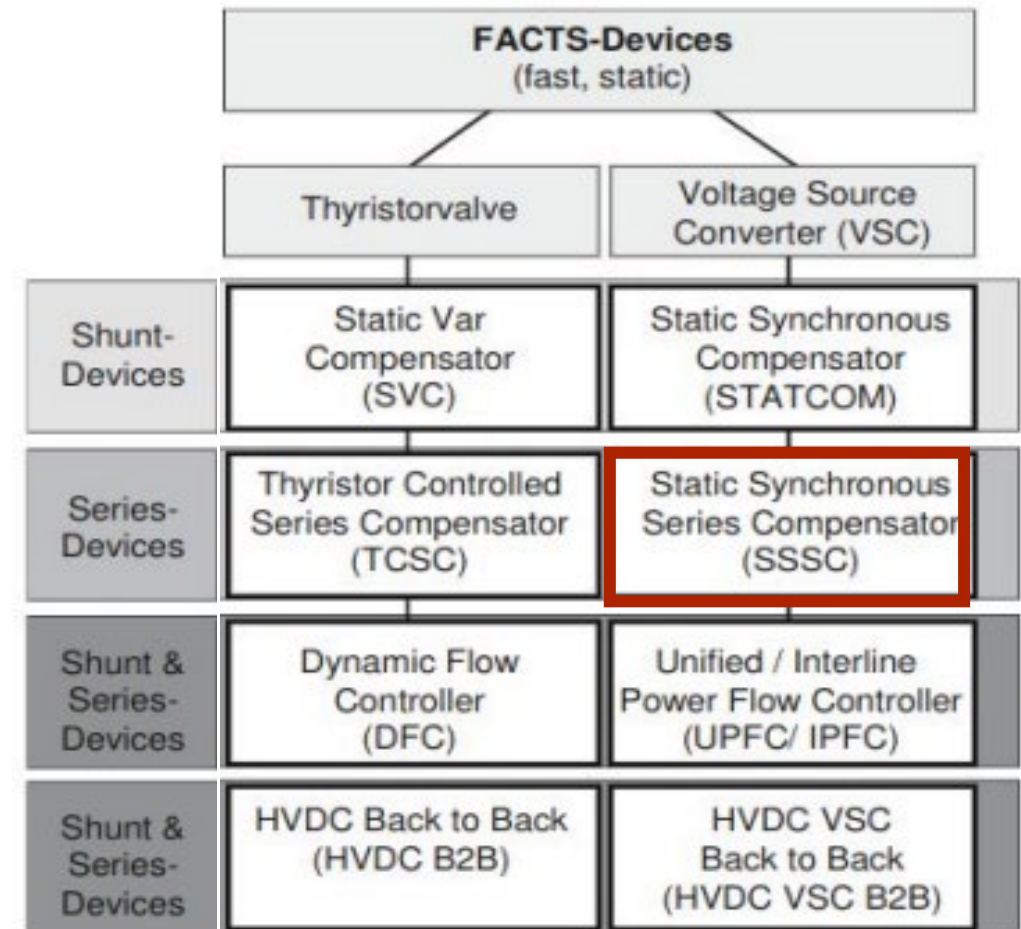 FACTS-Devices
(fast, static)
Thyristorvalve
Voltage Source
Converter (VSC)
Shunt-
Devices
Static Var
Compensator
(SVC)
Static Synchronous
Compensator
(STATCOM)
Series-
Devices
Thyristor Controlled
Series Compensator
(TCSC)
Static Synchronous
Series Compensator
(SSSC)
Shunt &
Series-
Devices
Dynamic Flow
Controller
(DFC)
Unified / Interline
Power Flow Controller
(UPFC/ IPFC)
Shunt &
Series-
Devices
HVDC Back to Back
(HVDC B2B)
HVDC VSC
Back to Back
(HVDC VSC B2B)